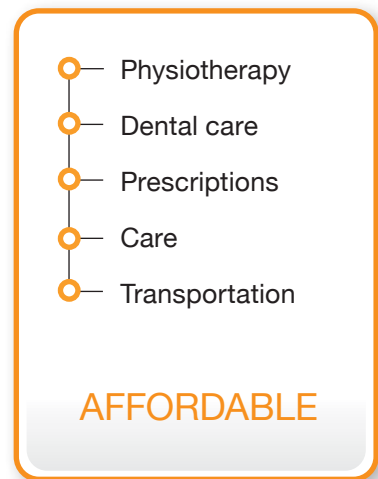 Physiotherapy
Dental care
Prescriptions
Care
Transportation
AFFORDABLE